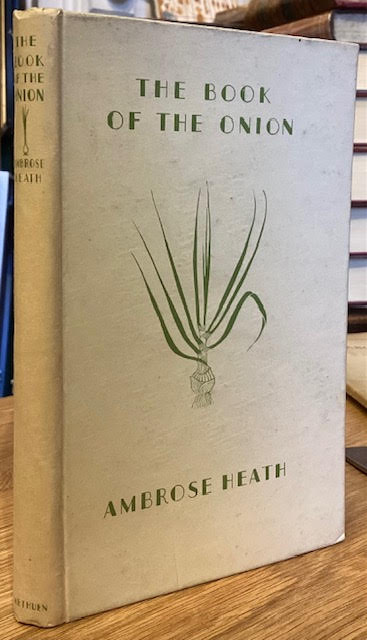 THE
BOOK
OF THE
ONION
AMBROSE
HEATH
METHUEN
THE BOOK
OF THE ONION
AMBROSE HEATH